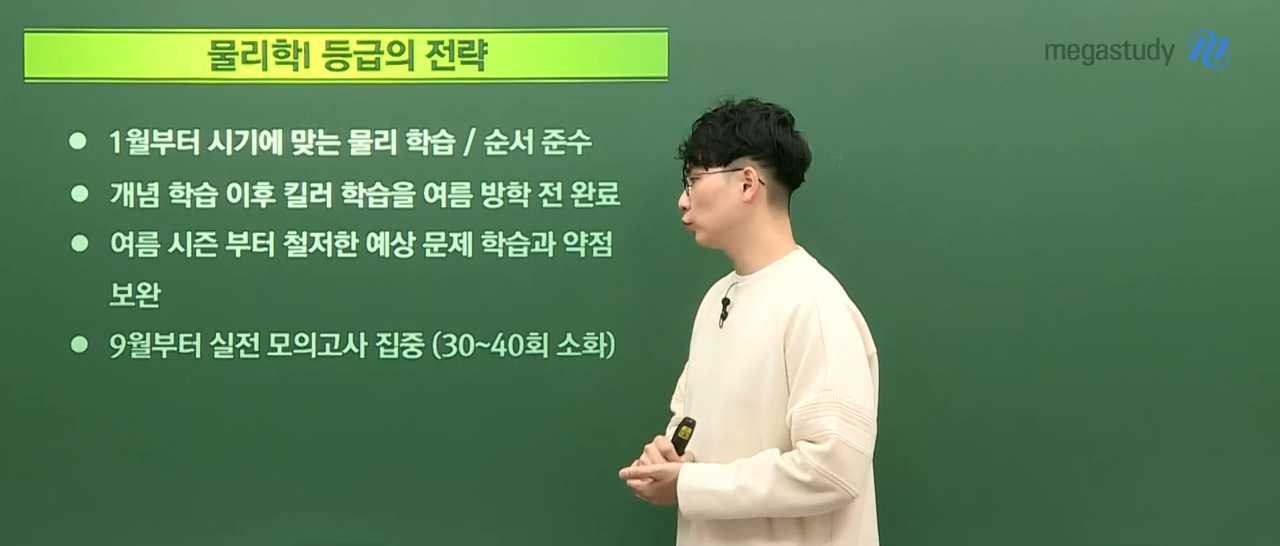 물리학I 등급의 전략
megastudy
● 1월부터 시기에 맞는 물리 학습 / 순서 준수
● 개념 학습 이후 킬러 학습을 여름 방학 전 완료
● 여름 시즌 부터 철저한 예상 문제 학습과 약점
보완
● 9월부터 실전 모의고사 집중 (30~40회 소화)